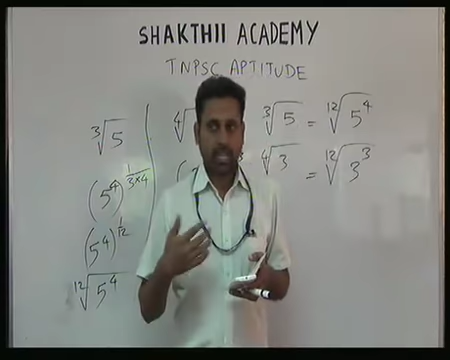 SHAKTHII ACADEMY
TNPSC APTITUDE
∛5
(5⁴)^(1/(3×4))
(5⁴)^(1/12)
¹²√5⁴
∛5 = ¹²√5⁴
∜3 = ¹²√3³